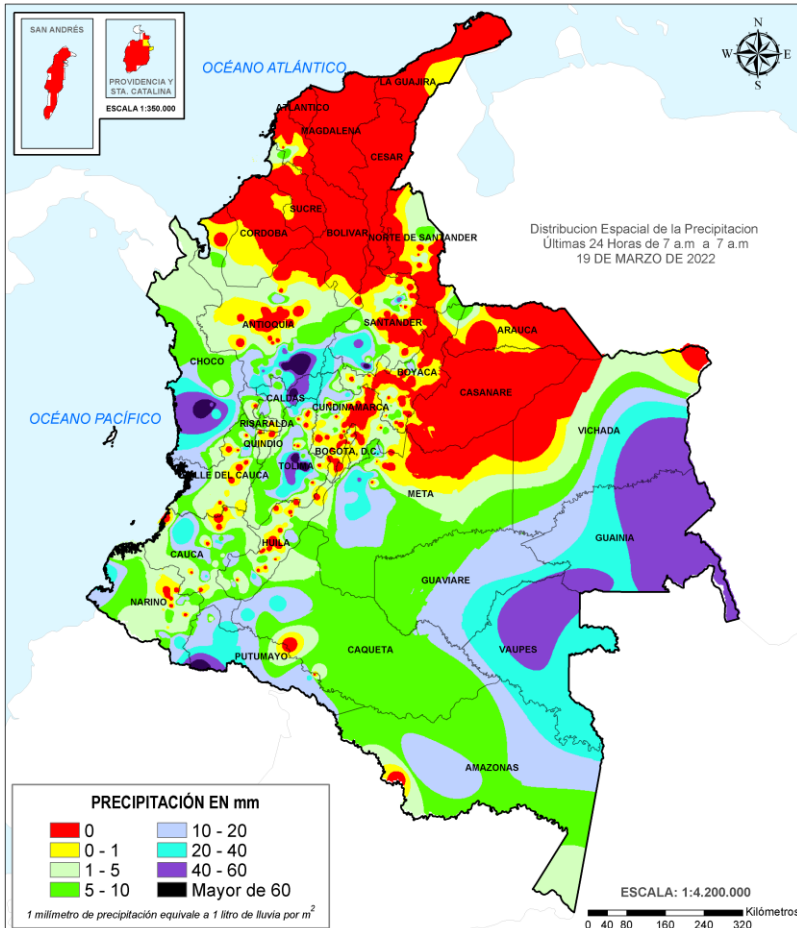 SAN ANDRÉS
PROVIDENCIA Y
STA. CATALINA
ESCALA 1:350.000
OCÉANO ATLÁNTICO
N
W
E
S
LA GUAJIRA
ATLANTICO
MAGDALENA
CESAR
SUCRE
CORDOBA
BOLIVAR
NORTE DE SANTANDER
Distribucion Espacial de la Precipitacion
Últimas 24 Horas de 7 a.m a 7 a.m
19 DE MARZO DE 2022
ANTIOQUIA
SANTANDER
ARAUCA
CHOCO
BOYACA
CASANARE
CALDAS
CUNDINAMARCA
OCÉANO PACÍFICO
RISARALDA
VICHADA
QUINDIO
BOGOTA, D.C.
TOLIMA
VALLE DEL CAUCA
META
GUAINIA
HUILA
CAUCA
GUAVIARE
NARINO
CAQUETA
VAUPES
PUTUMAYO
AMAZONAS
PRECIPITACIÓN EN mm
0
10 - 20
0 - 1
20 - 40
1 - 5
40 - 60
5 - 10
Mayor de 60
1 milímetro de precipitación equivale a 1 litro de lluvia por m²
ESCALA: 1:4.200.000
Kilómetros
0 40 80 160 240 320